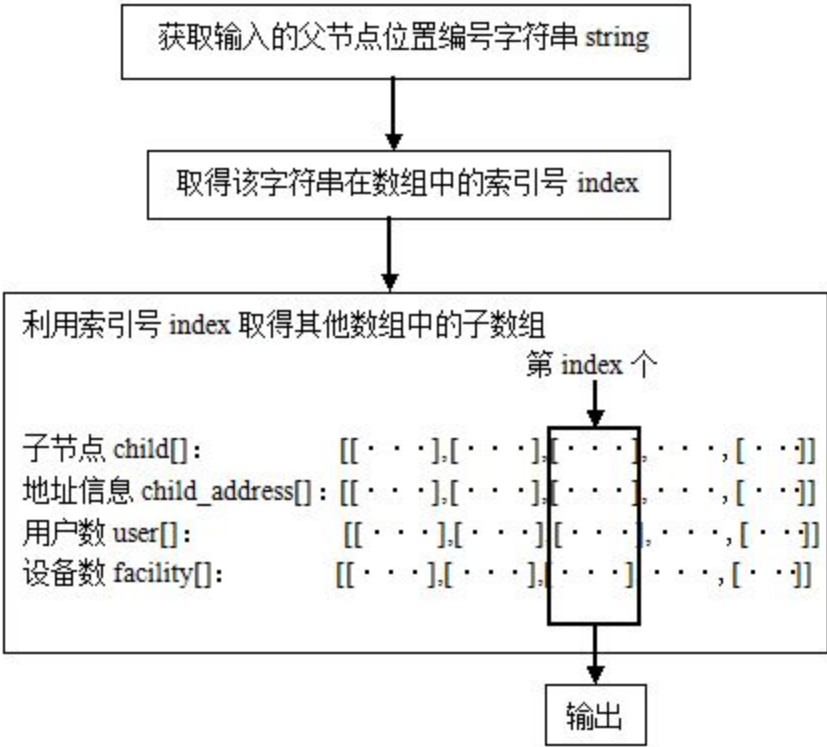 获取输入的父节点位置编号字符串 string
取得该字符串在数组中的索引号 index
利用索引号 index 取得其他数组中的子数组
第 index 个
子节点 child[]: [[···],[···],[···],···,[··]]
地址信息 child_address[]: [[···],[···],[···],···,[··]]
用户数 user[]: [[···],[···],[···],···,[··]]
设备数 facility[]: [[···],[···],[···],···,[··]]
输出